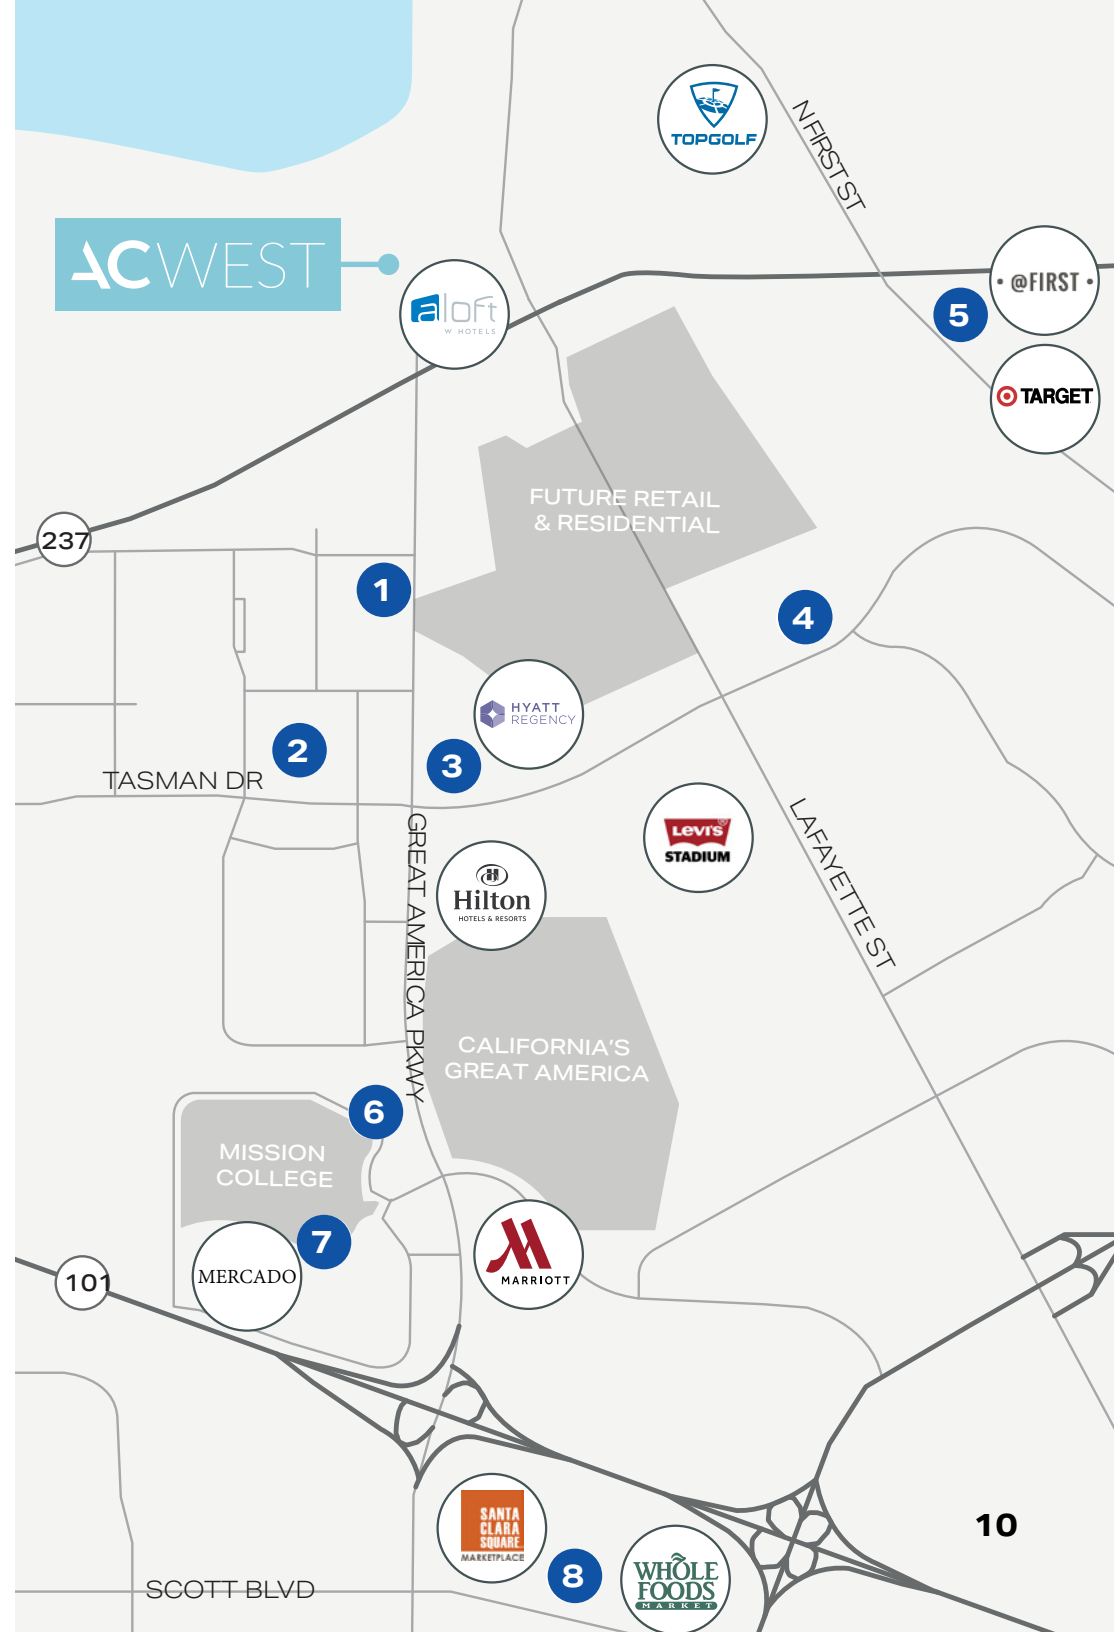 TOPGOLF
N FIRST ST
ACWEST
aloft
W HOTELS
• @FIRST •
5
TARGET
FUTURE RETAIL
& RESIDENTIAL
237
1
4
HYATT
REGENCY
2
3
TASMAN DR
LEVI'S
STADIUM
LAFAYETTE ST
GREAT AMERICA PKWY
H
Hilton
HOTELS & RESORTS
CALIFORNIA'S
GREAT AMERICA
6
MISSION
COLLEGE
7
MERCADO
101
MARRIOTT
SANTA
CLARA
SQUARE
MARKETPLACE
10
8
WHOLE
FOODS
MARKET
SCOTT BLVD